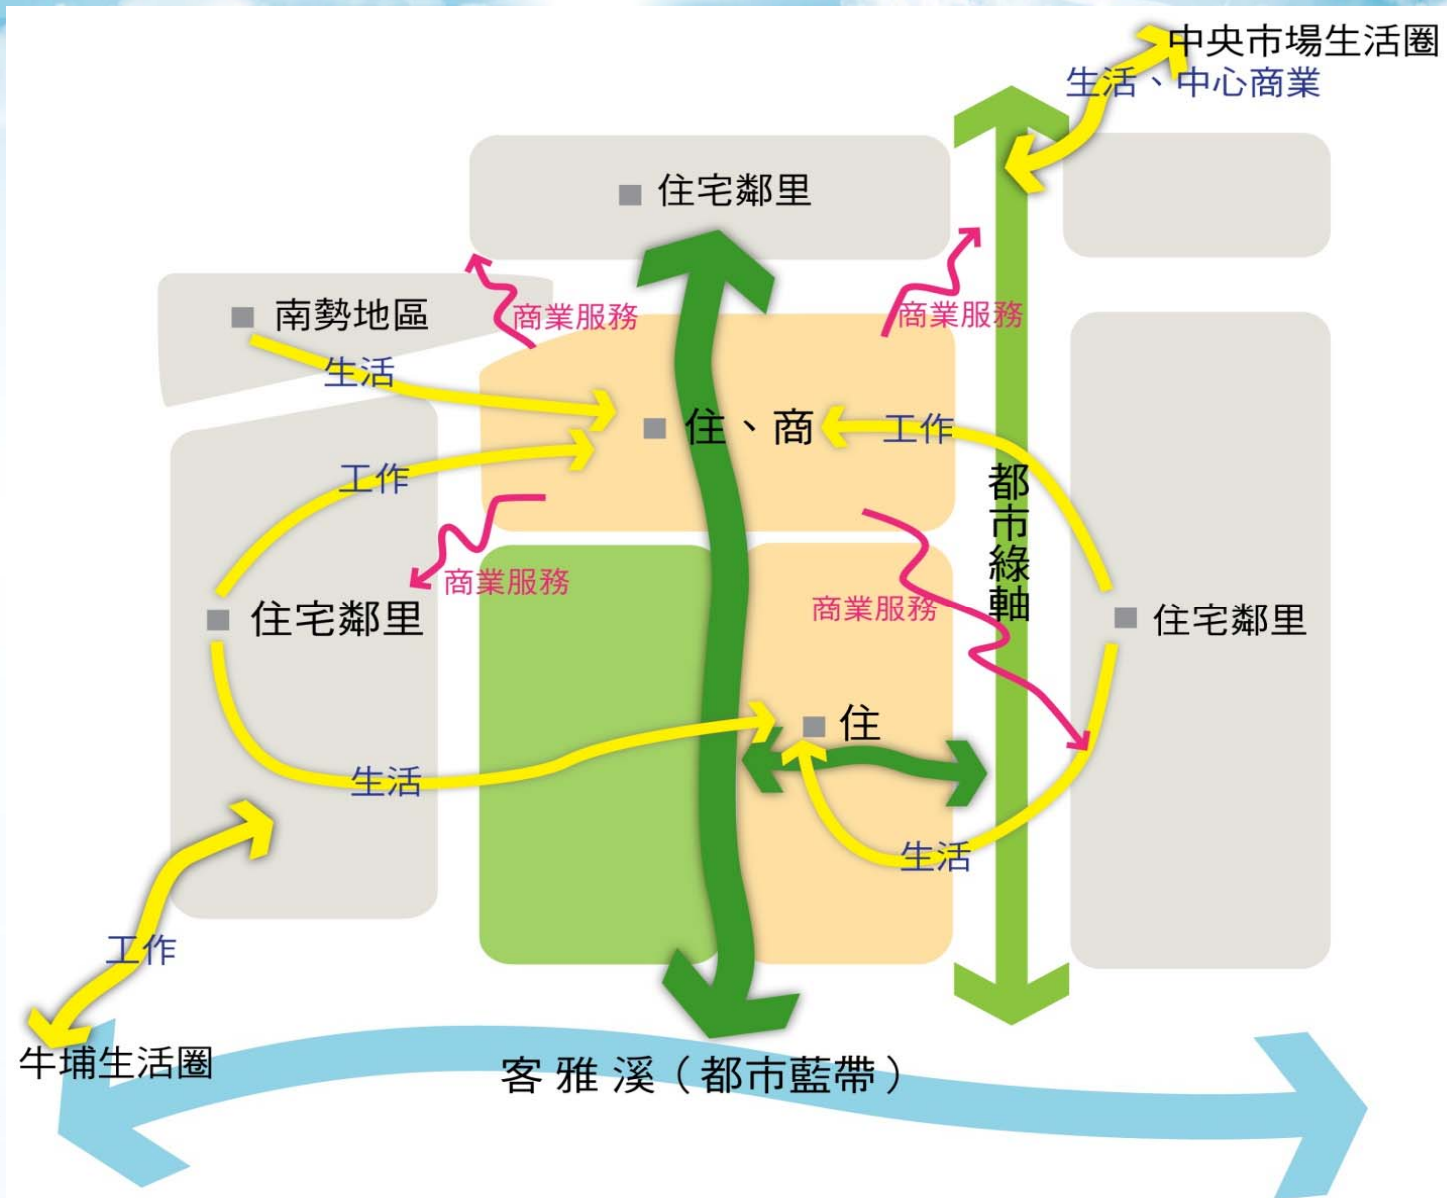 中央市場生活圈
生活、中心商業
住宅鄰里
南勢地區
商業服務
商業服務
生活
住、商
工作
工作
都市綠軸
商業服務
商業服務
住宅鄰里
住宅鄰里
住
生活
生活
工作
牛埔生活圈
客雅溪（都市藍帶）